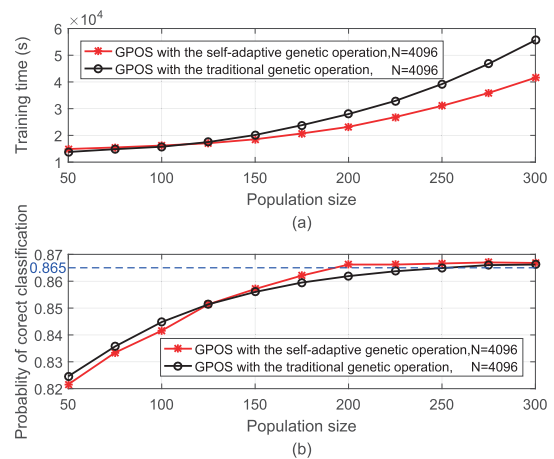 ×10⁴
6
5
4
3
2
1
Training time (s)
GPOS with the self-adaptive genetic operation,N=4096
GPOS with the traditional genetic operation, N=4096
50 100 150 200 250 300
Population size
(a)
0.87
0.865
0.86
0.85
0.84
0.83
0.82
Probablity of corect classification
GPOS with the self-adaptive genetic operation,N=4096
GPOS with the traditional genetic operation, N=4096
50 100 150 200 250 300
Population size
(b)